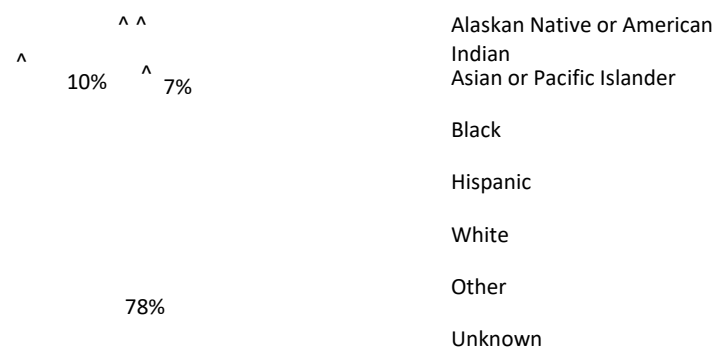 ^ ^
^
10%
^
7%
78%
Alaskan Native or American
Indian
Asian or Pacific Islander
Black
Hispanic
White
Other
Unknown